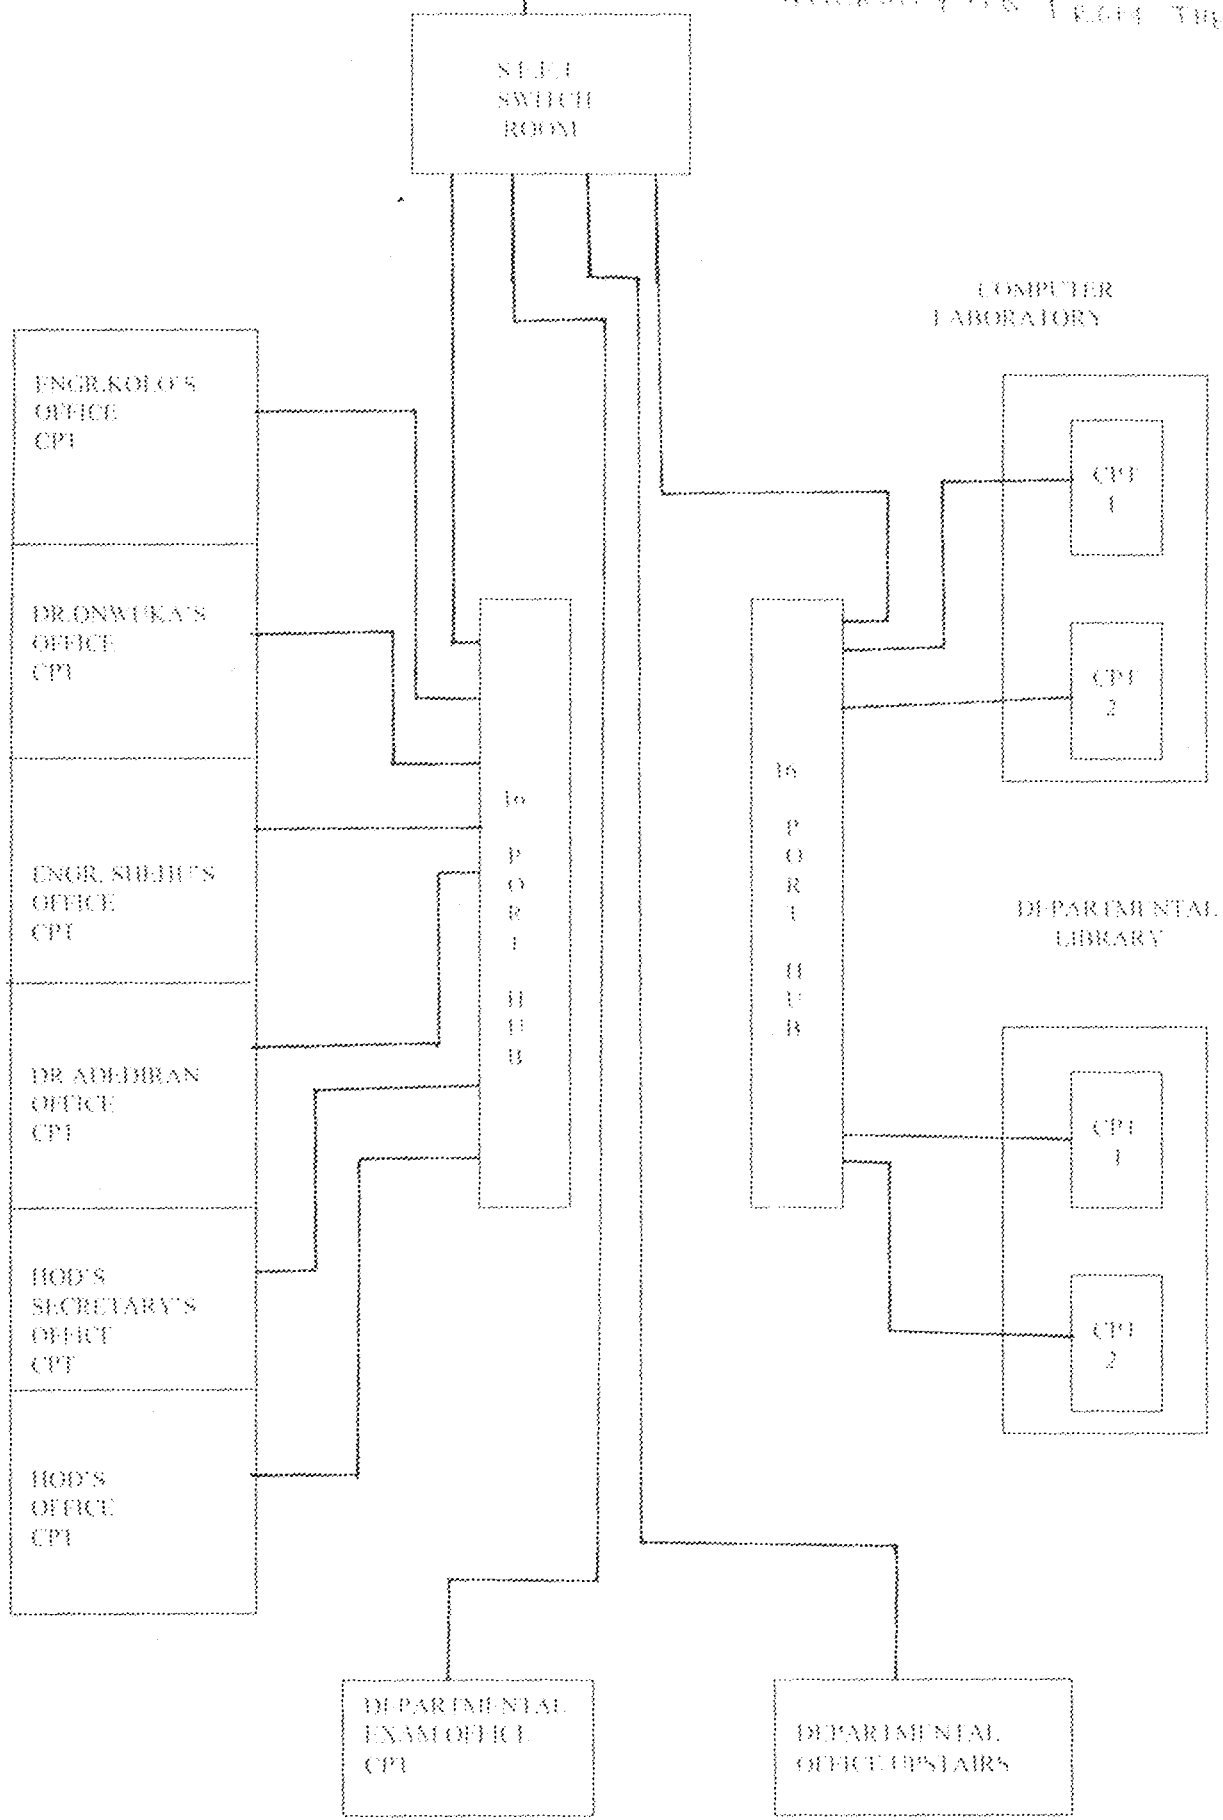 S.E.E.T
SWITCH
ROOM
COMPUTER
LABORATORY
ENGR.KOLO'S
OFFICE
CPT
CPT
1
DR.ONWUKA'S
OFFICE
CPT
CPT
2
16
PORT
HUB
16
PORT
HUB
ENGR. SHEHU'S
OFFICE
CPT
DEPARTMENTAL
LIBRARY
DR ADEDIRAN
OFFICE
CPT
CPT
1
HOD'S
SECRETARY'S
OFFICE
CPT
CPT
2
HOD'S
OFFICE
CPT
DEPARTMENTAL
EXAM OFFICE
CPT
DEPARTMENTAL
OFFICE UPSTAIRS